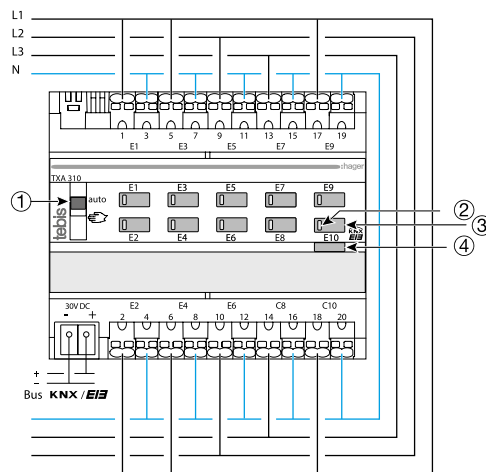 L1
L2
L3
N
1 3 5 7 9 11 13 15 17 19
E1 E3 E5 E7 E9
:hager
TXA 310
1 auto E1 E3 E5 E7 E9
2
tebis
3
E2 E4 E6 E8 E10 KNX EIB
4
30V DC E2 E4 E6 C8 C10
- + 2 4 6 8 10 12 14 16 18 20
+
–
Bus KNX / EIB